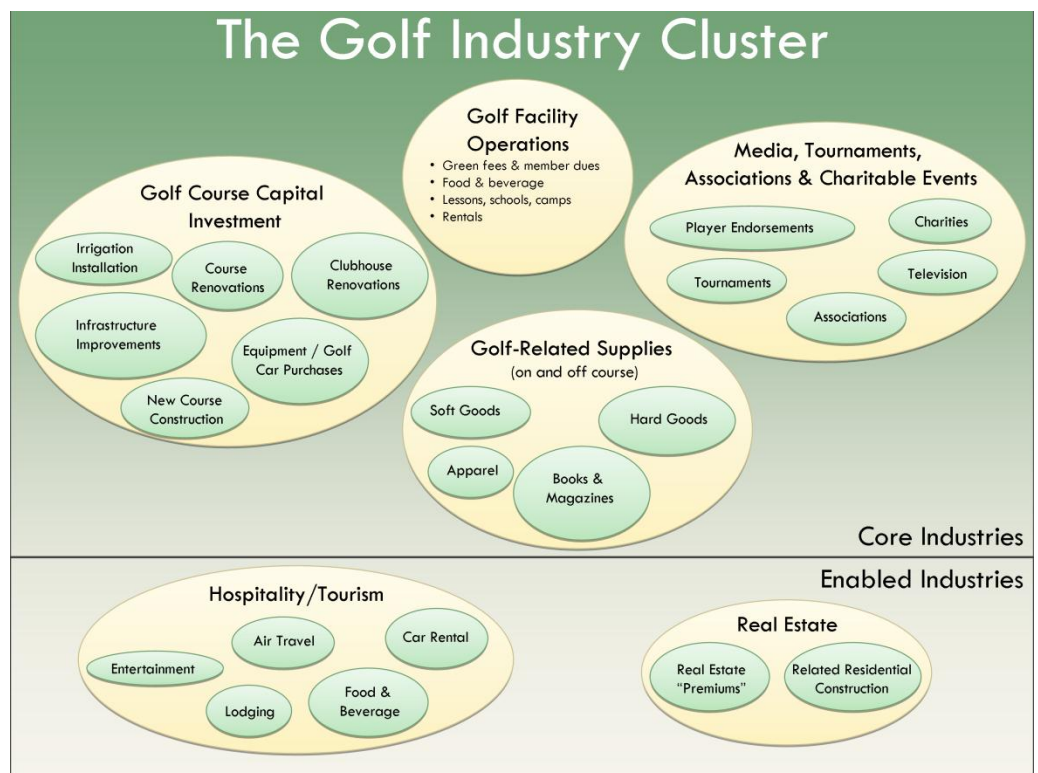 The Golf Industry Cluster
Golf Facility
Operations
• Green fees & member dues
• Food & beverage
• Lessons, schools, camps
• Rentals
Media, Tournaments,
Associations & Charitable Events
Player Endorsements
Charities
Tournaments
Television
Associations
Golf Course Capital
Investment
Irrigation
Installation
Course
Renovations
Clubhouse
Renovations
Infrastructure
Improvements
Equipment / Golf
Car Purchases
New Course
Construction
Golf-Related Supplies
(on and off course)
Soft Goods
Hard Goods
Apparel
Books &
Magazines
Core Industries
Enabled Industries
Hospitality/Tourism
Air Travel
Car Rental
Entertainment
Lodging
Food &
Beverage
Real Estate
Real Estate
“Premiums”
Related Residential
Construction